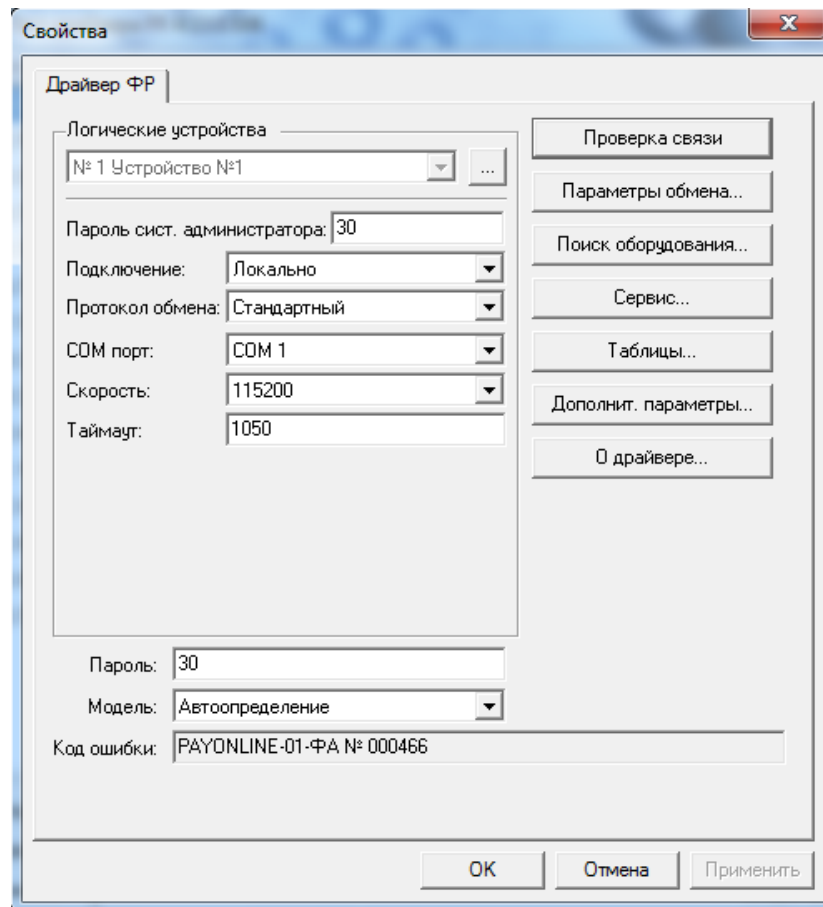 Свойства
x
Драйвер ФР
Логические устройства
№ 1 Устройство №1
...
Пароль сист. администратора: 30
Подключение: Локально
Протокол обмена: Стандартный
COM порт: COM 1
Скорость: 115200
Таймаут: 1050
Проверка связи
Параметры обмена...
Поиск оборудования...
Сервис...
Таблицы...
Дополнит. параметры...
О драйвере...
Пароль: 30
Модель: Автоопределение
Код ошибки: PAYONLINE-01-ФА № 000466
OK Отмена Применить